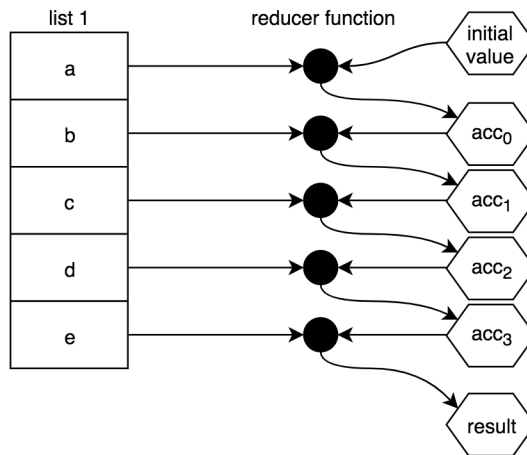 list 1
reducer function
initial
value
a
b
acc₀
c
acc₁
d
acc₂
e
acc₃
result